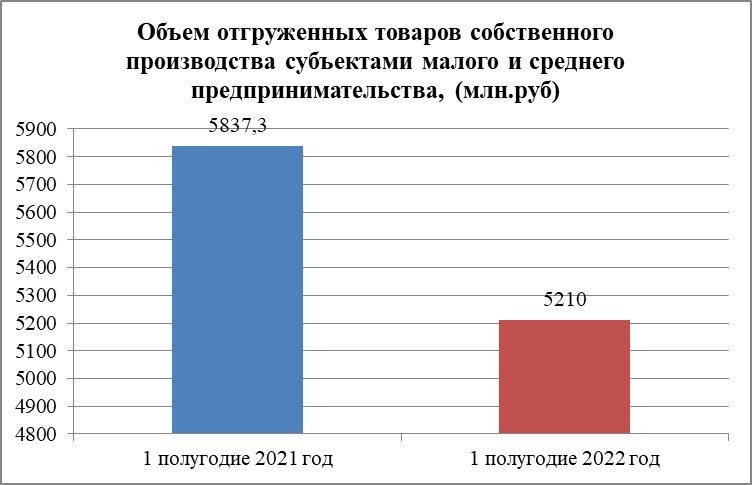 Объем отгруженных товаров собственного
производства субъектами малого и среднего
предпринимательства, (млн.руб)
5900
5800
5700
5600
5500
5400
5300
5200
5100
5000
4900
4800
5837,3
5210
1 полугодие 2021 год
1 полугодие 2022 год